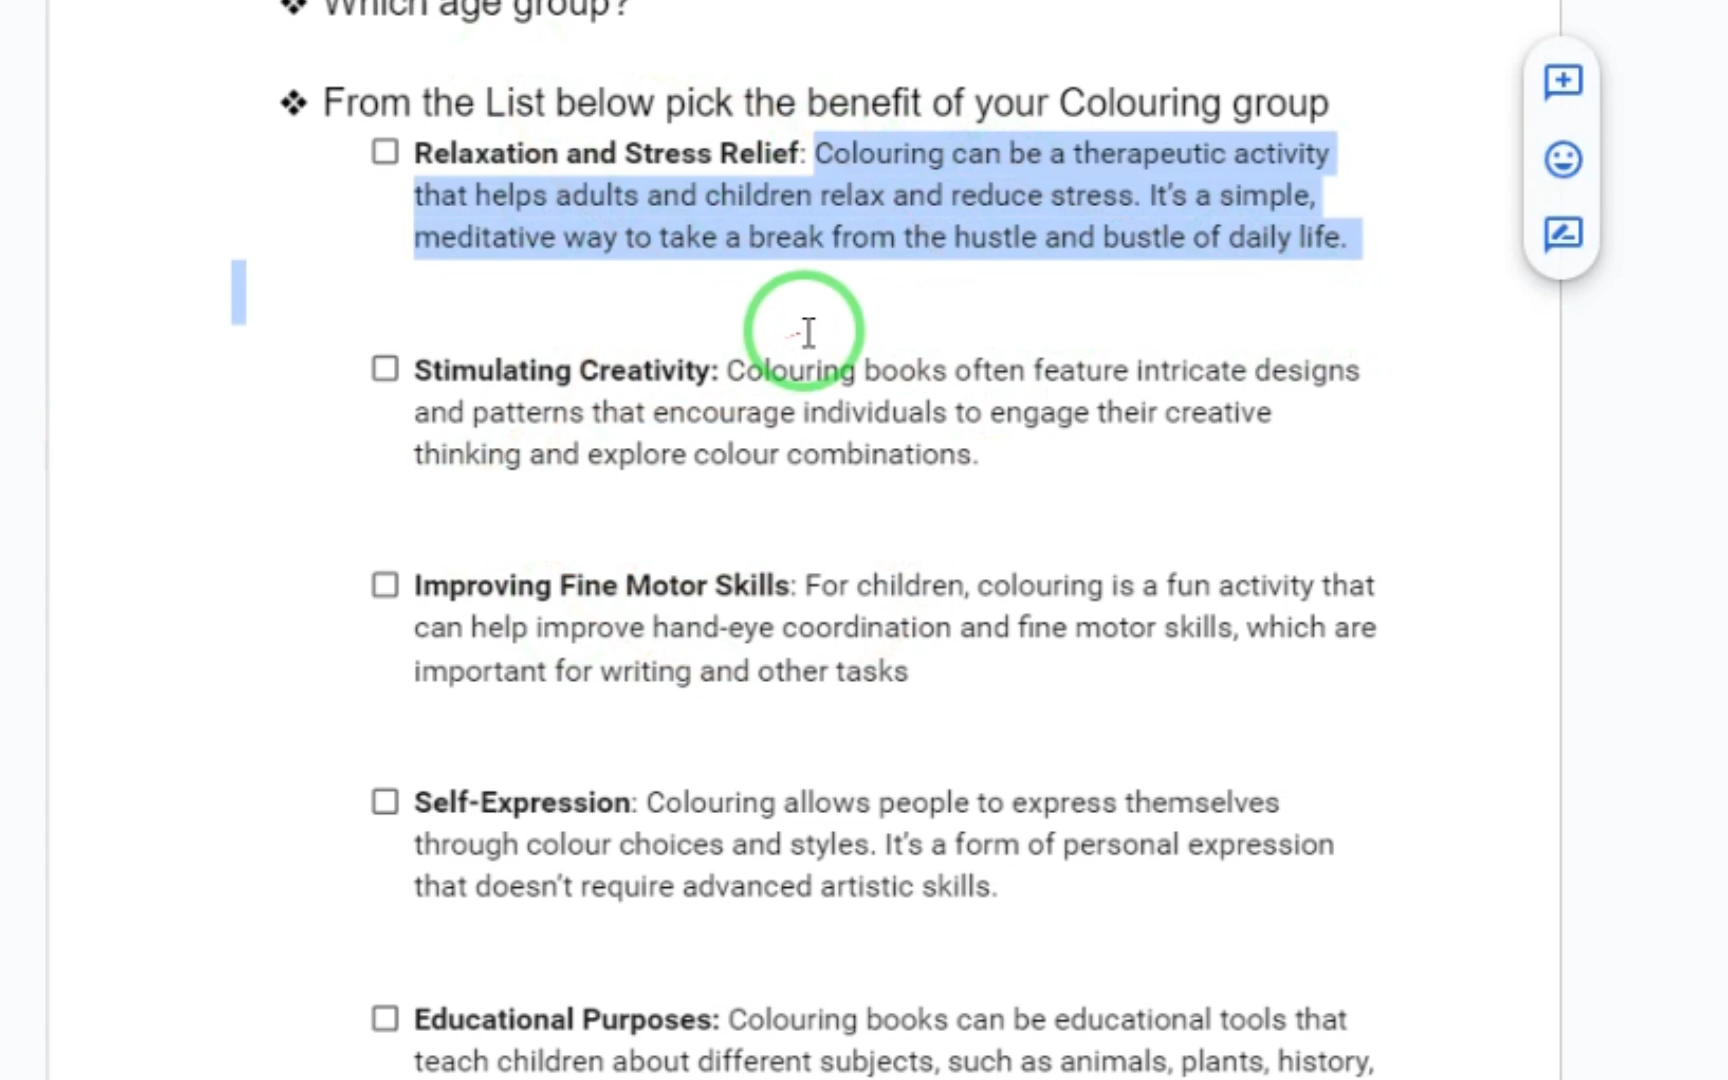 ❖ Which age group?
❖ From the List below pick the benefit of your Colouring group
Relaxation and Stress Relief: Colouring can be a therapeutic activity
that helps adults and children relax and reduce stress. It's a simple,
meditative way to take a break from the hustle and bustle of daily life.
Stimulating Creativity: Colouring books often feature intricate designs
and patterns that encourage individuals to engage their creative
thinking and explore colour combinations.
Improving Fine Motor Skills: For children, colouring is a fun activity that
can help improve hand-eye coordination and fine motor skills, which are
important for writing and other tasks
Self-Expression: Colouring allows people to express themselves
through colour choices and styles. It's a form of personal expression
that doesn't require advanced artistic skills.
Educational Purposes: Colouring books can be educational tools that
teach children about different subjects, such as animals, plants, history,